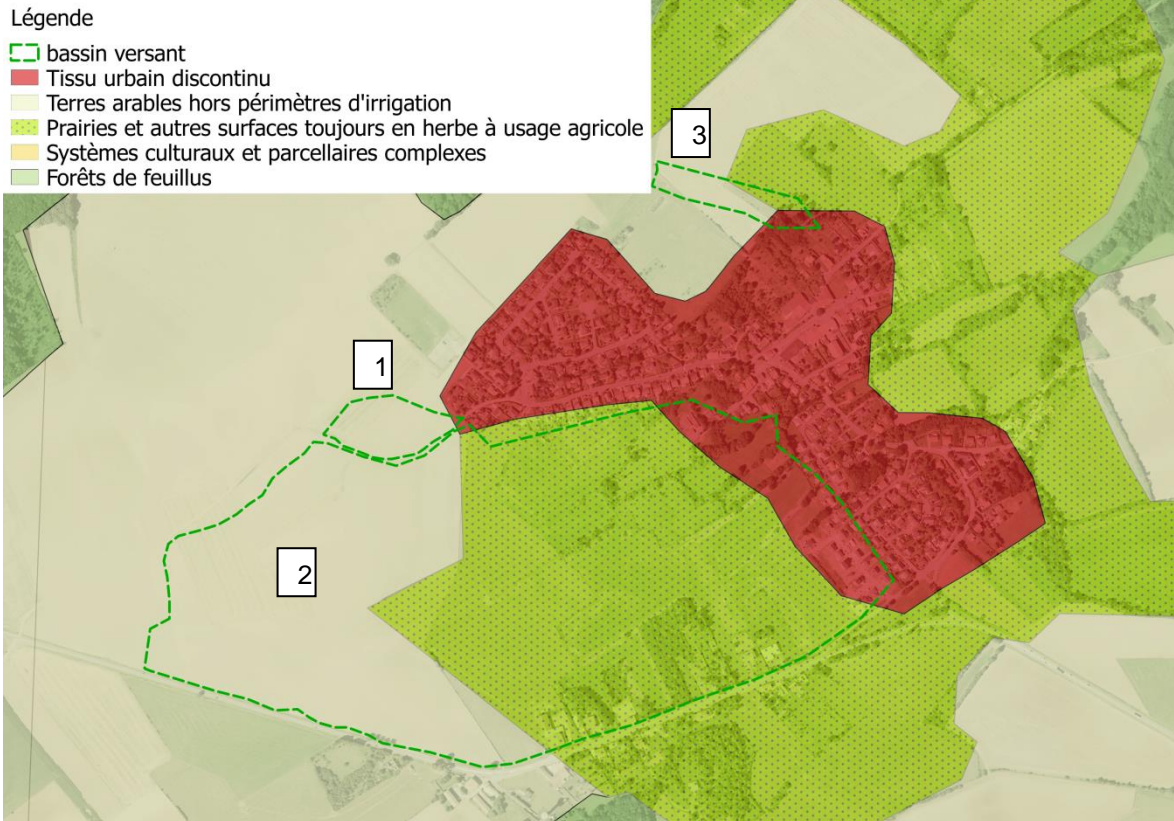 Légende
bassin versant
Tissu urbain discontinu
Terres arables hors périmètres d'irrigation
Prairies et autres surfaces toujours en herbe à usage agricole
Systèmes culturaux et parcellaires complexes
Forêts de feuillus
3
1
2